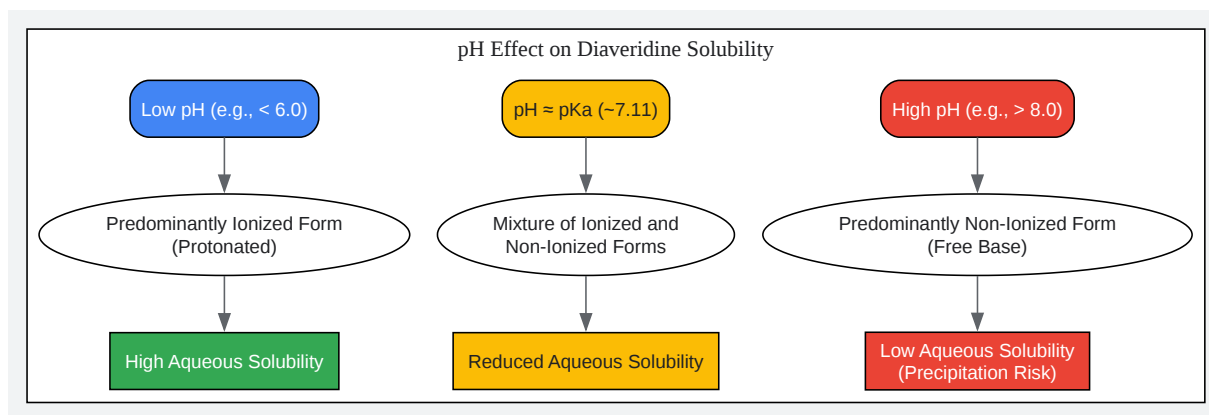 pH Effect on Diaveridine Solubility
Low pH (e.g., < 6.0)
pH ≈ pKa (~7.11)
High pH (e.g., > 8.0)
Predominantly Ionized Form
(Protonated)
Mixture of Ionized and
Non-Ionized Forms
Predominantly Non-Ionized Form
(Free Base)
High Aqueous Solubility
Reduced Aqueous Solubility
Low Aqueous Solubility
(Precipitation Risk)